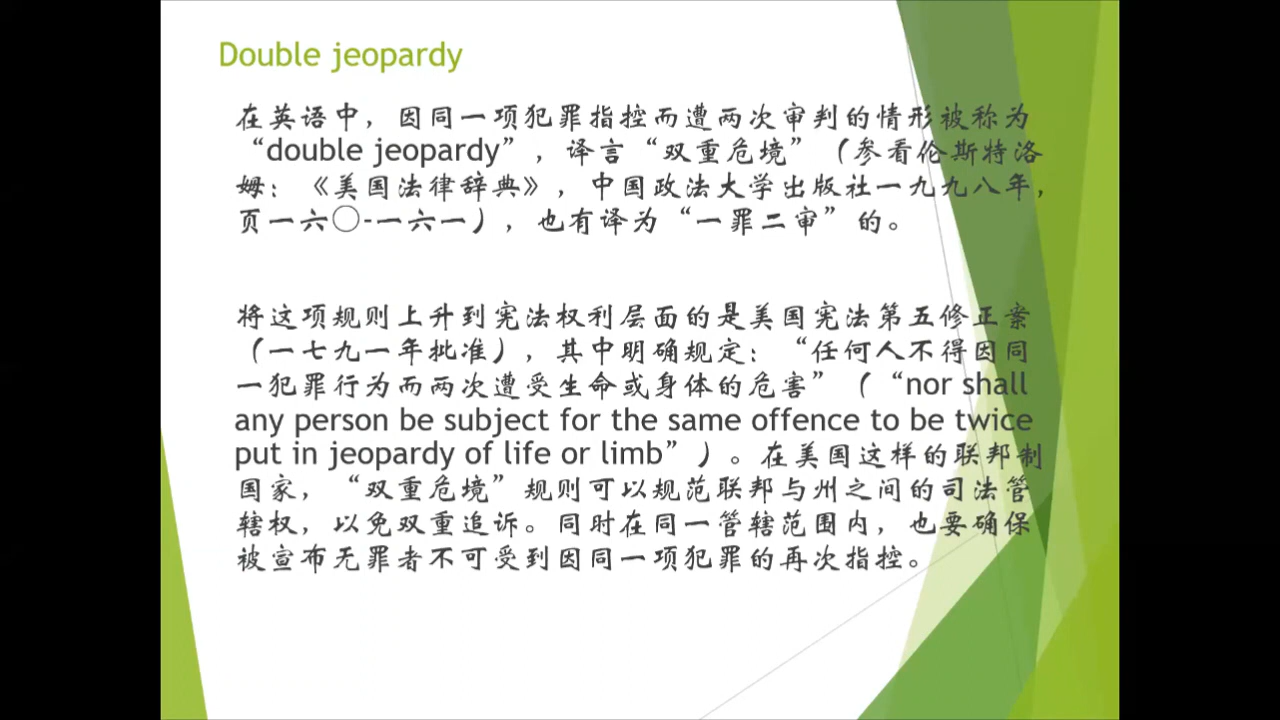 Double jeopardy
在英语中，因同一项犯罪指控而遭两次审判的情形被称为
“double jeopardy”，译言“双重危境”（参看伦斯特洛
姆：《美国法律辞典》，中国政法大学出版社一九九八年，
页一六〇-一六一），也有译为“一罪二审”的。
将这项规则上升到宪法权利层面的是美国宪法第五修正案
（一七九一年批准），其中明确规定：“任何人不得因同
一犯罪行为而两次遭受生命或身体的危害”（“nor shall
any person be subject for the same offence to be twice
put in jeopardy of life or limb”）。在美国这样的联邦制
国家，“双重危境”规则可以规范联邦与州之间的司法管
辖权，以免双重追诉。同时在同一管辖范围内，也要确保
被宣布无罪者不可受到因同一项犯罪的再次指控。